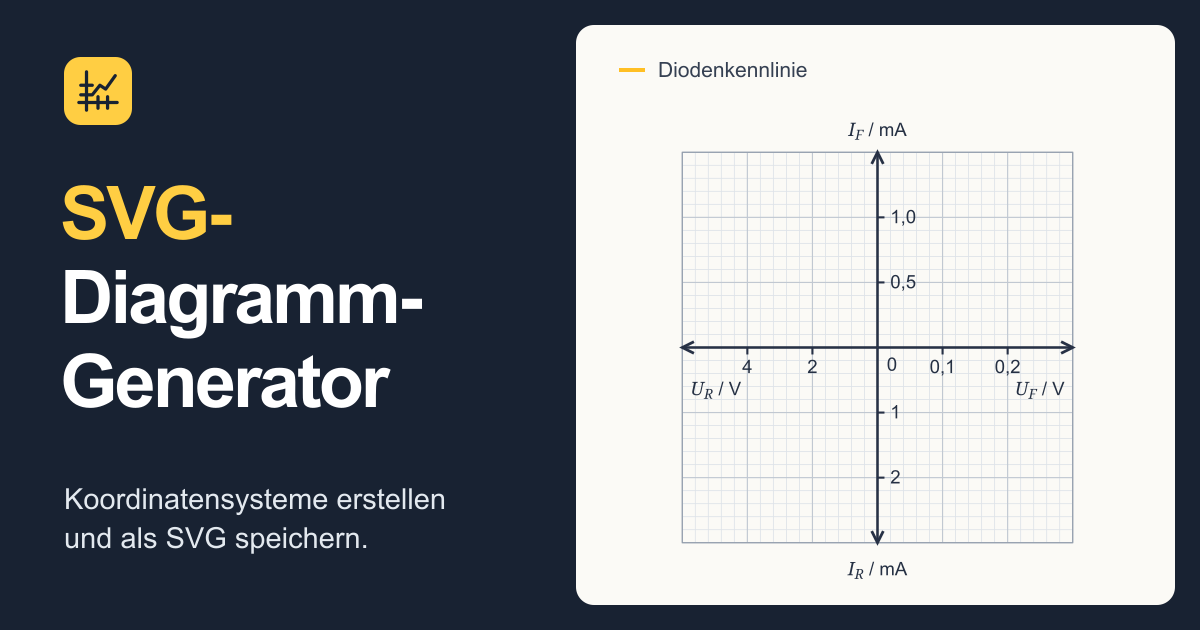 SVG-
Diagramm-
Generator
Koordinatensysteme erstellen
und als SVG speichern.
Diodenkennlinie
I_F / mA
1,0
0,5
4 2 0 0,1 0,2
U_R / V U_F / V
1
2
I_R / mA